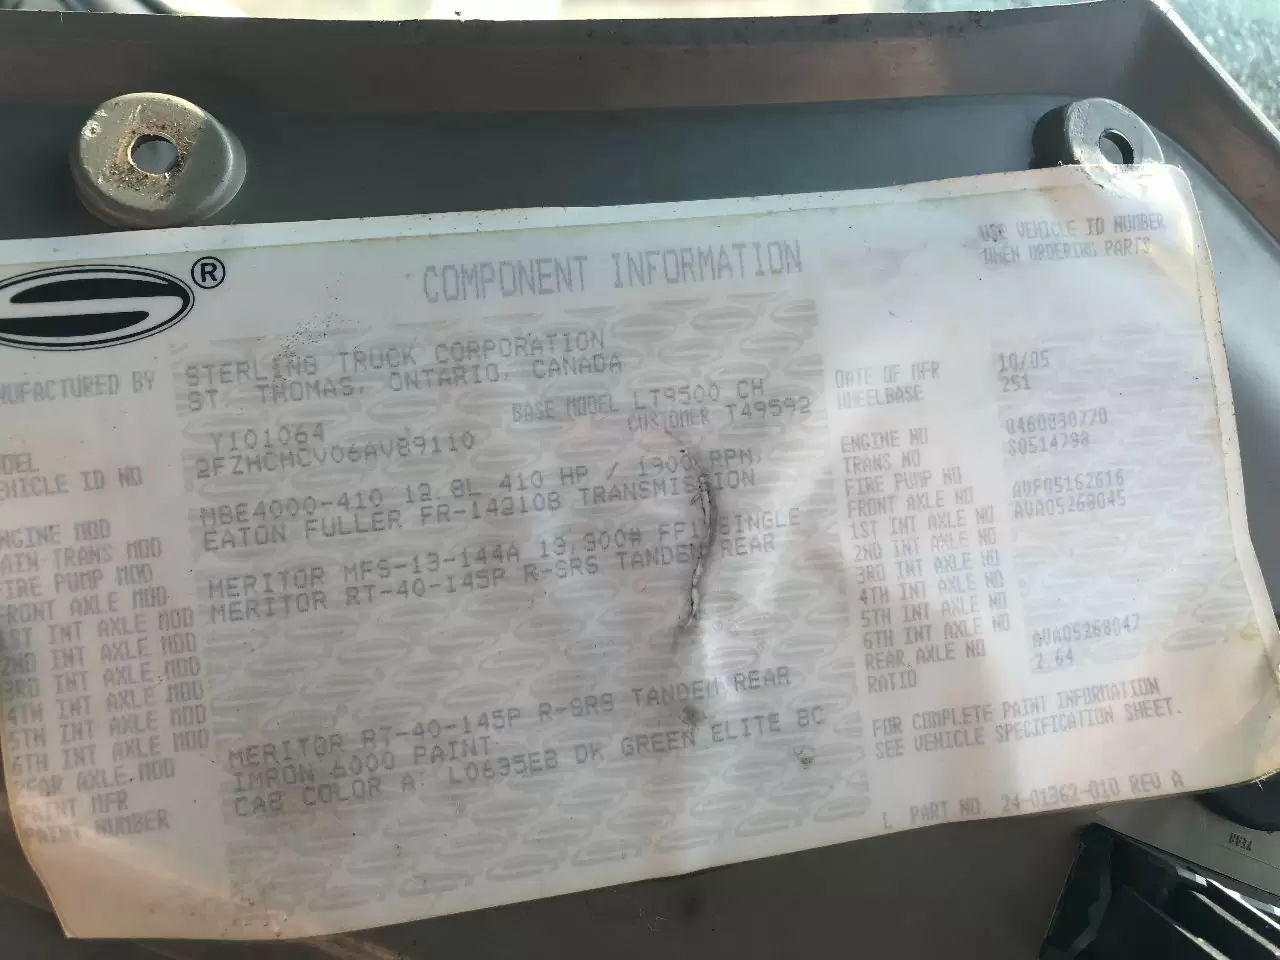 ®
COMPONENT INFORMATION
USE VEHICLE ID NUMBER
WHEN ORDERING PARTS
NUFACTURED BY
STERLING TRUCK CORPORATION
ST. THOMAS, ONTARIO, CANADA
DATE OF MFR 10/05
WHEELBASE 251
BASE MODEL LT9500 CH
CUSTOMER T49592
DEL Y101064
EHICLE ID NO 2FZHCHCV06AV89110
ENGINE NO 0460830770
TRANS NO S0514798
FIRE PUMP NO
NGINE MOD MBE4000-410 12.8L 410 HP / 1900 RPM,
AIN TRANS MOD EATON FULLER FR-14210B TRANSMISSION
FIRE PUMP MOD
FRONT AXLE NO AVF05162616
1ST INT AXLE NO AVA05268045
RONT AXLE MOD MERITOR MFS-13-144A 13,900# FF1 SINGLE
1ST INT AXLE MOD MERITOR RT-40-145P R-SRS TANDEM REAR
2ND INT AXLE NO
3RD INT AXLE NO
4TH INT AXLE NO
5TH INT AXLE NO
6TH INT AXLE NO
2ND INT AXLE MOD
3RD INT AXLE MOD
4TH INT AXLE MOD
5TH INT AXLE MOD
6TH INT AXLE MOD
REAR AXLE NO AVA05268047
RATIO 2.64
REAR AXLE MOD MERITOR RT-40-145P R-SRS TANDEM REAR
PAINT MFR IMRON 6000 PAINT
PAINT NUMBER CAB COLOR A: L0635EB DK GREEN ELITE BC
FOR COMPLETE PAINT INFORMATION
SEE VEHICLE SPECIFICATION SHEET.
L PART NO. 24-01362-010 REV A
YEAR